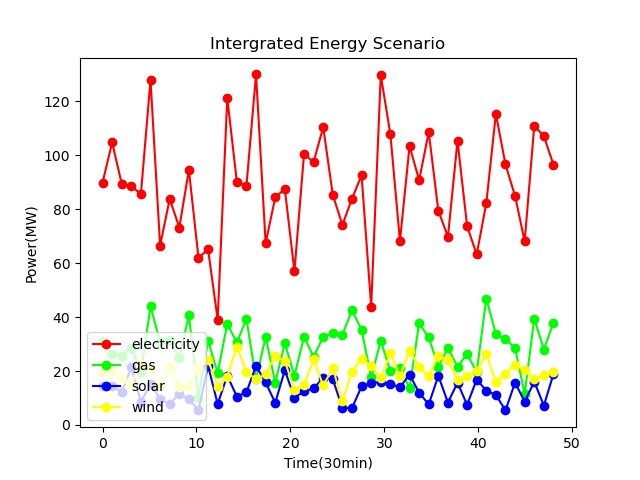 Intergrated Energy Scenario
Power(MW)
120
100
80
60
40
20
0
electricity
gas
solar
wind
0 10 20 30 40 50
Time(30min)